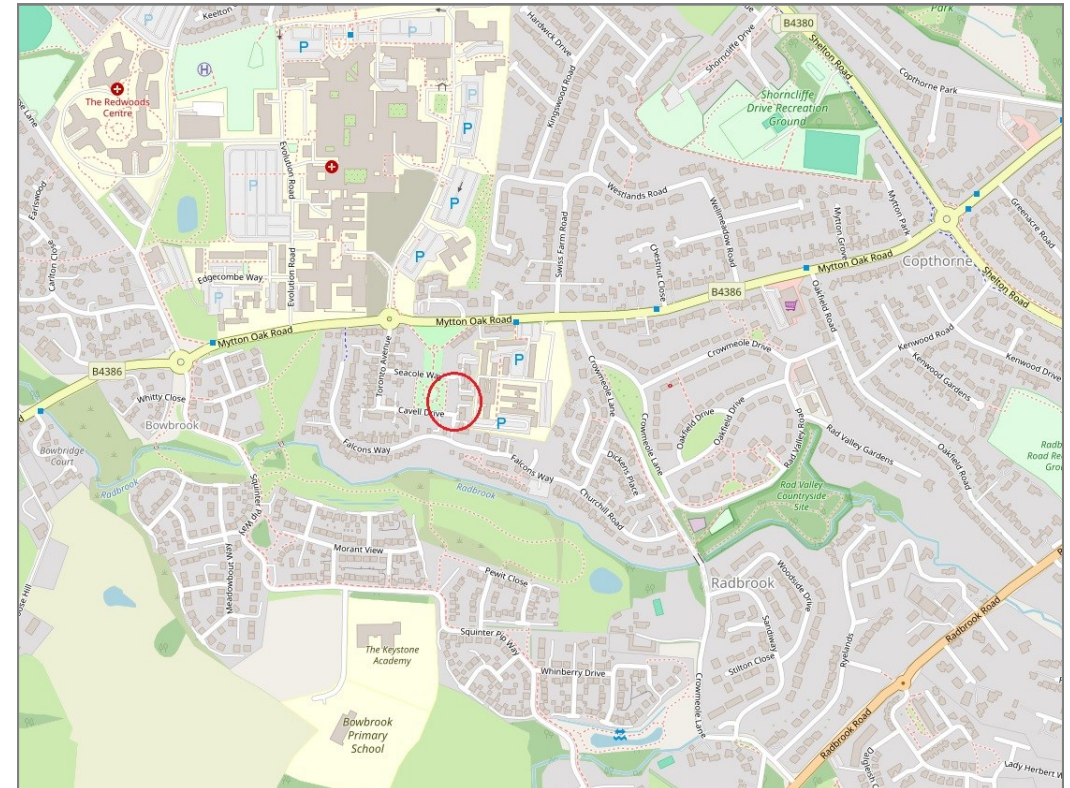 Keelton
P
P
B4380
Shelton Road
Park
Hardwick Drive
Shorncliffe Drive
Copthorne Park
H
The Redwoods
Centre
Kingswood Road
Shorncliffe
Drive Recreation
Ground
P
P
P
Evolution Road
Earlswood
Westlands Road
Mytton Park
Greenacre Road
Swiss Farm Road
Wellmeadow Road
Mytton Grove
Carlton Close
Chestnut Close
P
Edgecombe Way
Evolution Road
P
Mytton Oak Road
Copthorne
Shelton Road
B4386
Oakfield Road
Mytton Oak Road
Mytton Oak Road
Kenwood Road
Kenwood Drive
Kenwood Gardens
B4386
Toronto Avenue
P
Crowmeole Drive
Crowmeole Lane
Seacole Way
Whitty Close
Cavell Drive
P
Bowbrook
Oakfield Drive
Oakfield Drive
Rad Valley Road
Rad Valley Gardens
Oakfield Road
Crowmeole Lane
Bowbridge
Court
Falcons Way
Falcons Way
Dickens Place
Radbrook
Radbrook
Churchill Road
Rad Valley
Countryside
Site
Squinter Pip Way
Morant View
Meadowbout Way
Pewit Close
Radbrook
Woodside Drive
Sandiway
Radbrook Road
Squinter Pip Way
The Keystone
Academy
Whinberry Drive
Stilton Close
Ryelands
Crowmeole Lane
Bowbrook
Primary
School
Radbrook Road
Lady Herbert W